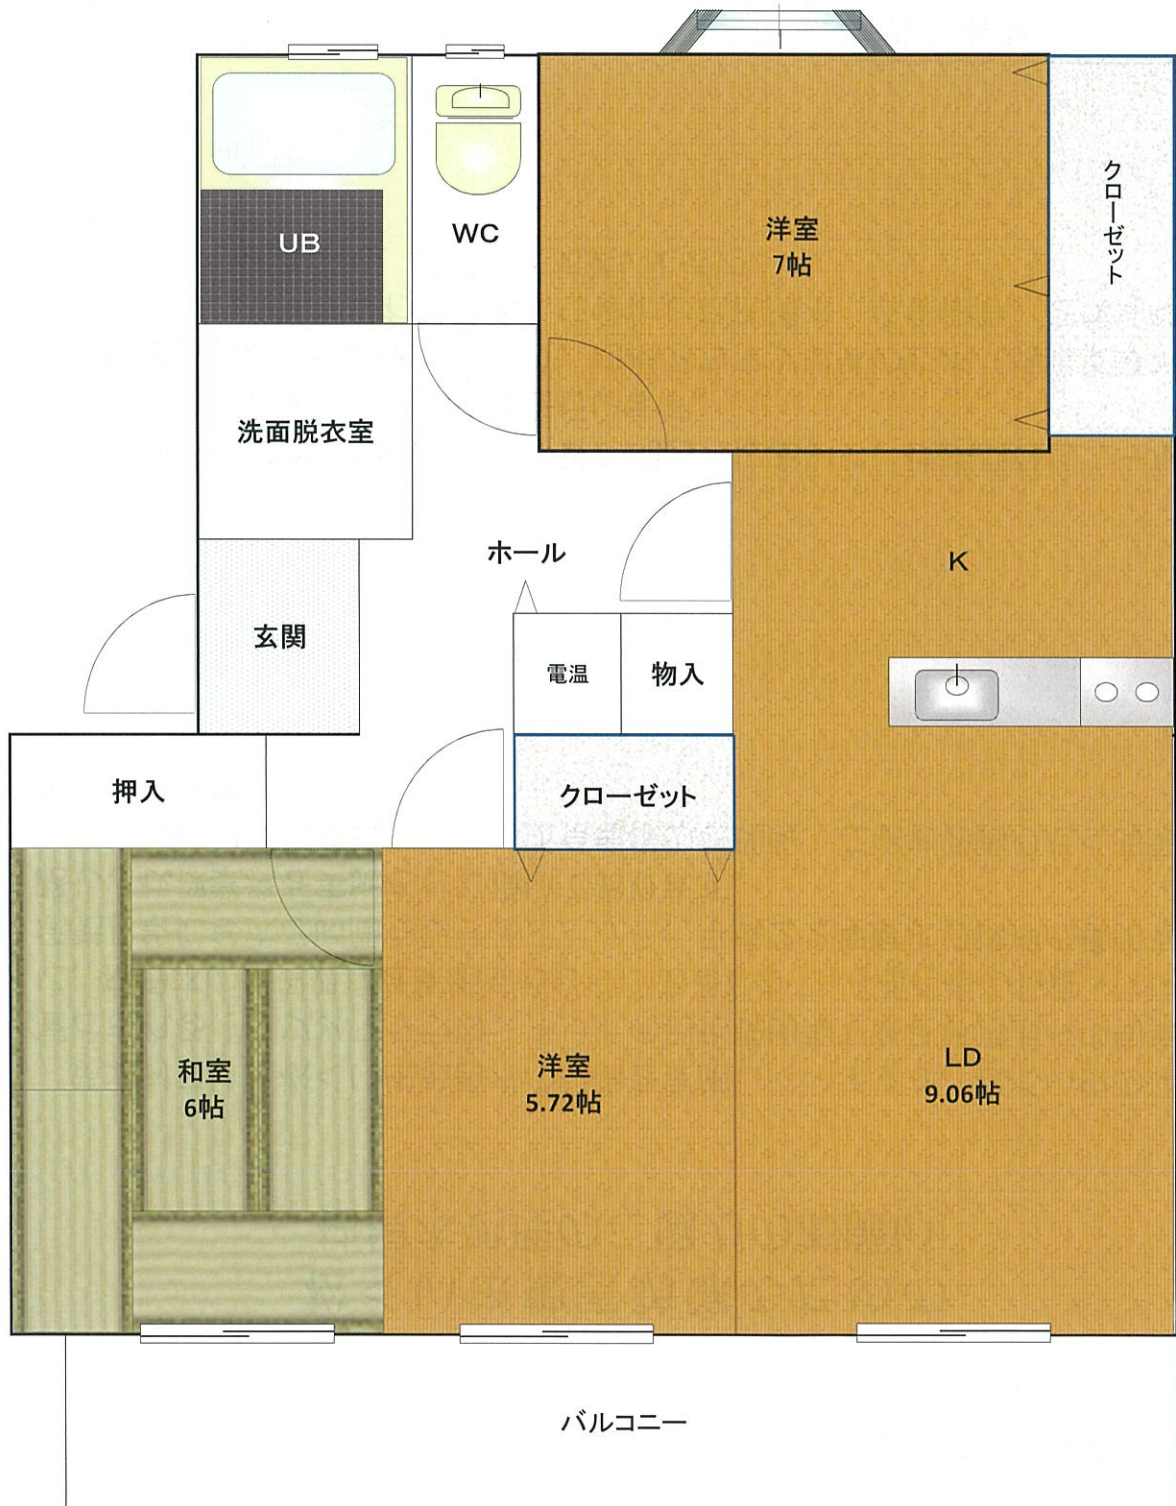 クローゼット
洋室
7帖
WC
UB
洗面脱衣室
ホール
K
玄関
電温
物入
押入
クローゼット
和室
6帖
洋室
5.72帖
LD
9.06帖
バルコニー